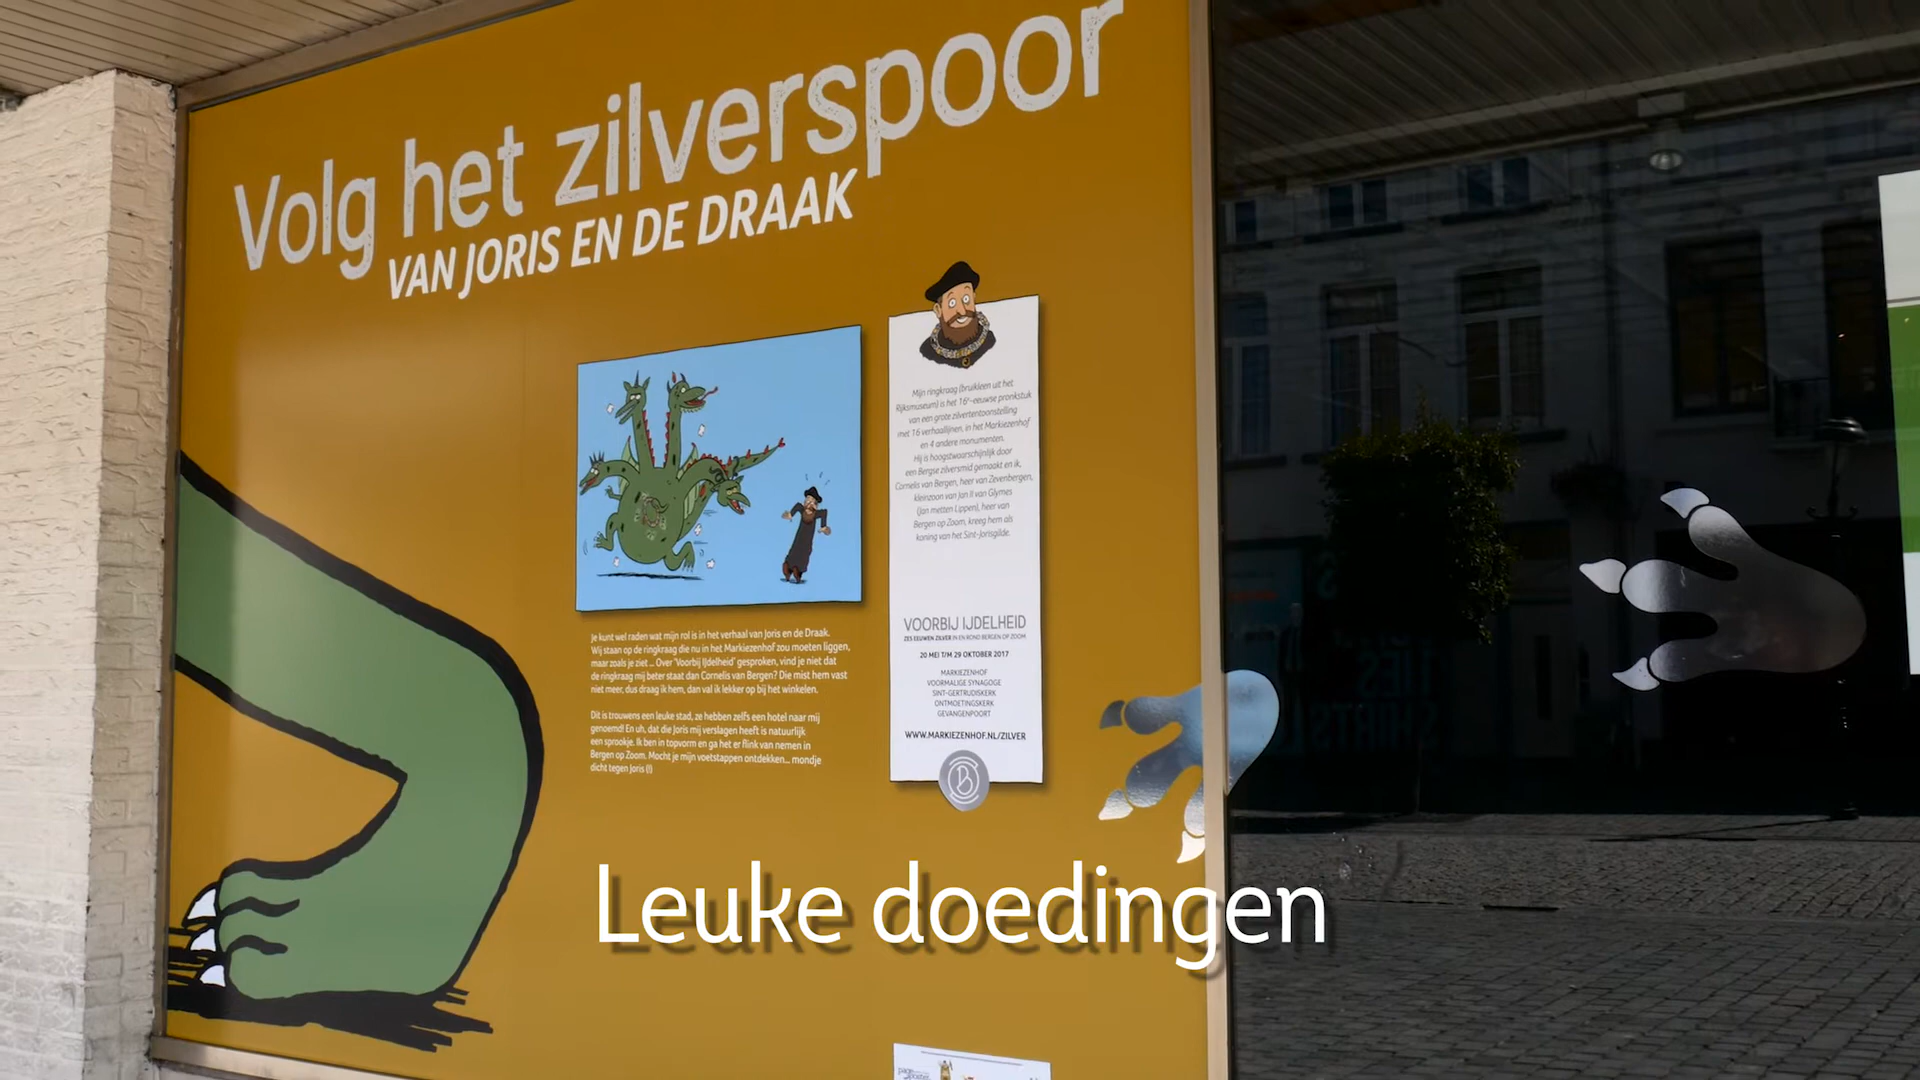 Volg het zilverspoor
VAN JORIS EN DE DRAAK
Mijn ringkraag (bruikleen uit het
Rijksmuseum) is het 16e-eeuwse pronkstuk
van een grote zilvertentoonstelling
met 16 verhaallijnen, in het Markiezenhof
en 4 andere monumenten.
Hij is hoogstwaarschijnlijk door
een Bergse zilversmid gemaakt en ik,
Cornelis van Bergen, heer van Zevenbergen,
kleinzoon van Jan II van Glymes
(Jan metten Lippen), heer van
Bergen op Zoom, kreeg hem als
koning van het Sint-Jorisgilde.
VOORBIJ IJDELHEID
ZES EEUWEN ZILVER IN EN ROND BERGEN OP ZOOM
20 MEI T/M 29 OKTOBER 2017
MARKIEZENHOF
VOORMALIGE SYNAGOGE
SINT-GERTRUDISKERK
ONTMOETINGSKERK
GEVANGENPOORT
WWW.MARKIEZENHOF.NL/ZILVER
B
Je kunt wel raden wat mijn rol is in het verhaal van Joris en de Draak.
Wij staan op de ringkraag die nu in het Markiezenhof zou moeten liggen,
maar zoals je ziet ... Over 'Voorbij IJdelheid' gesproken, vind je niet dat
de ringkraag mij beter staat dan Cornelis van Bergen? Die mist hem vast
niet meer, dus draag ik hem, dan val ik lekker op bij het winkelen.
Dit is trouwens een leuke stad, ze hebben zelfs een hotel naar mij
genoemd! En uh, dat die Joris mij verslagen heeft is natuurlijk
een sprookje. Ik ben in topvorm en ga het er flink van nemen in
Bergen op Zoom. Mocht je mijn voetstappen ontdekken... mondje
dicht tegen Joris (!)
Leuke doedingen